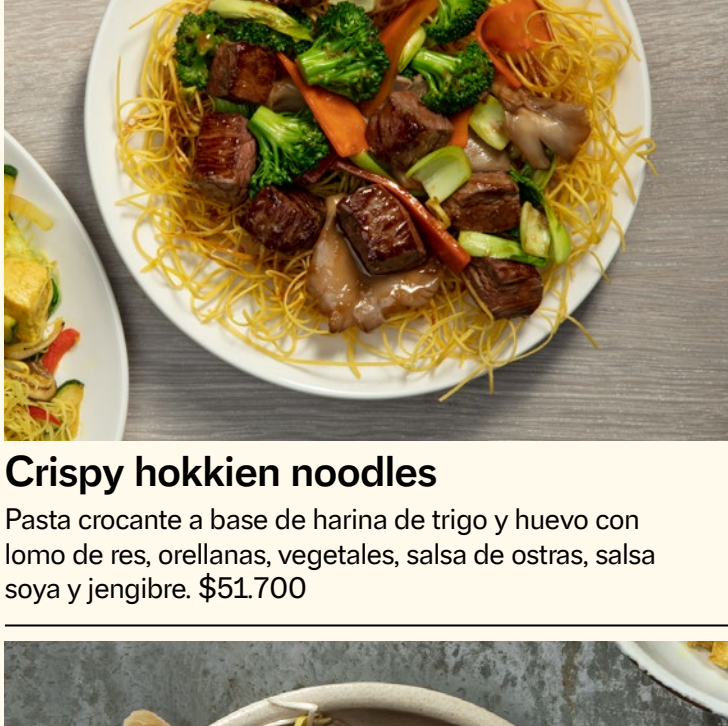 Crispy hokkien noodles
Pasta crocante a base de harina de trigo y huevo con
lomo de res, orellanas, vegetales, salsa de ostras, salsa
soya y jengibre. $51.700